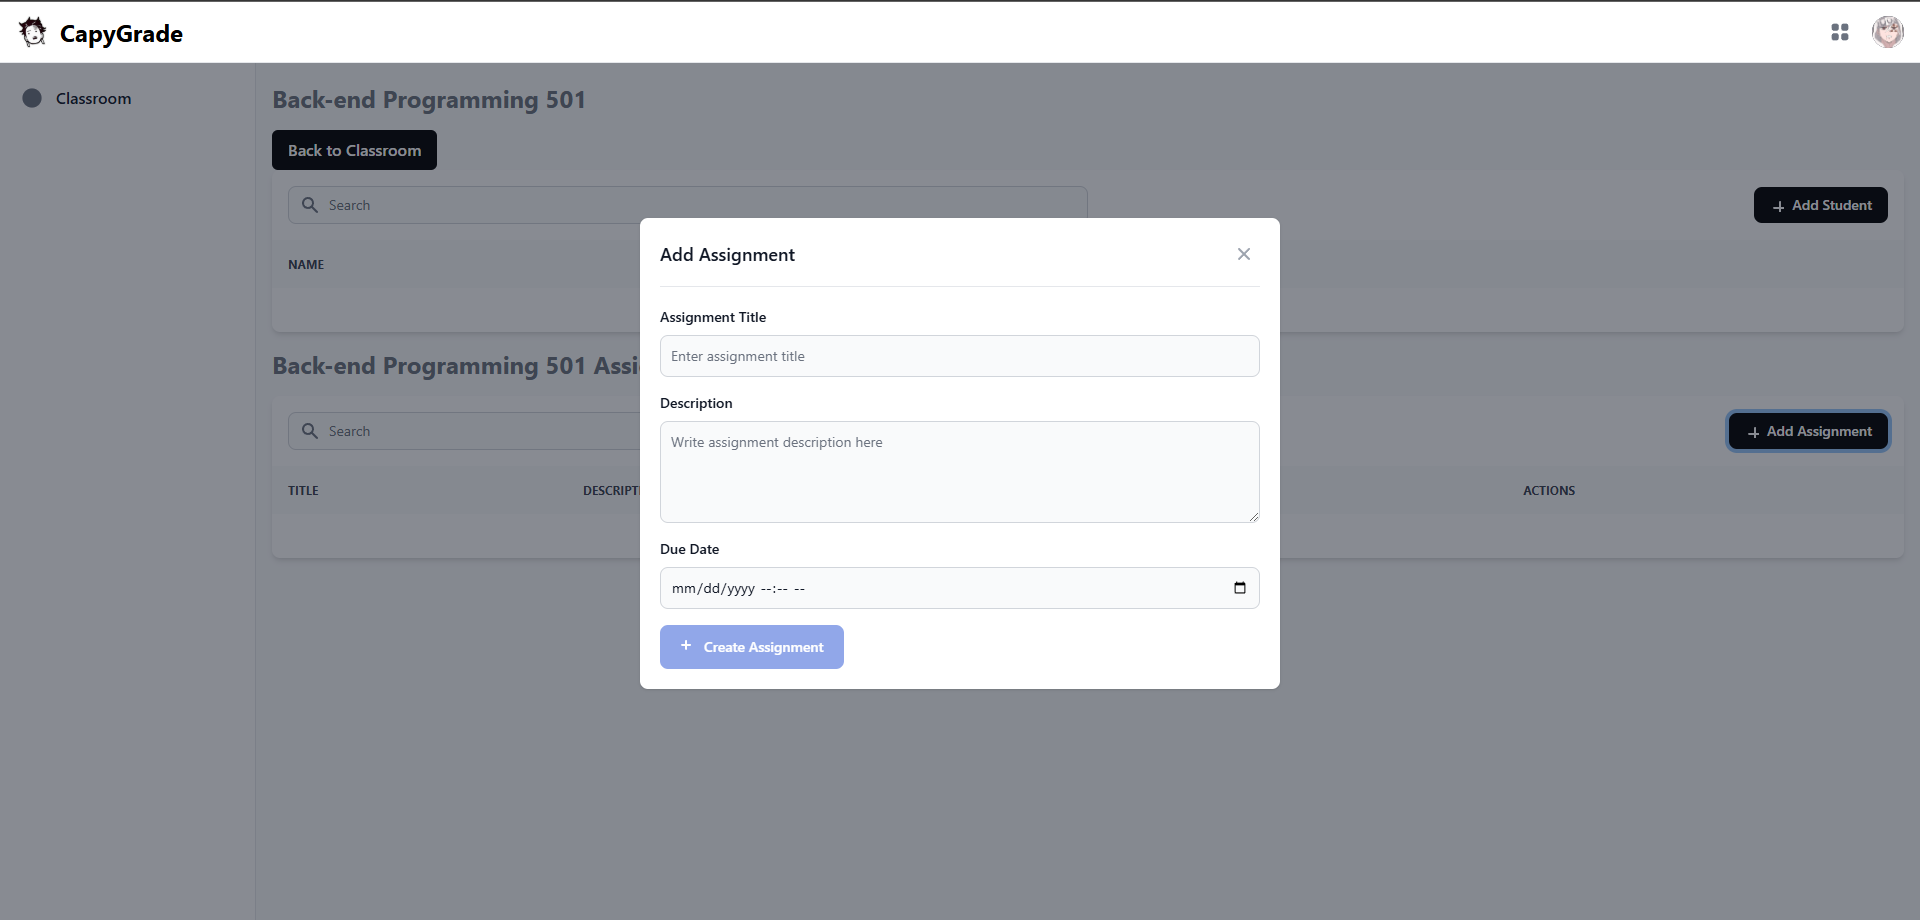 CapyGrade
Classroom
Back-end Programming 501
Back to Classroom
Search
Add Student
NAME
Back-end Programming 501
Search
Add Assignment
TITLE
ACTIONS
Add Assignment
Assignment Title
Enter assignment title
Description
Write assignment description here
Due Date
mm/dd/yyyy --:-- --
Create Assignment